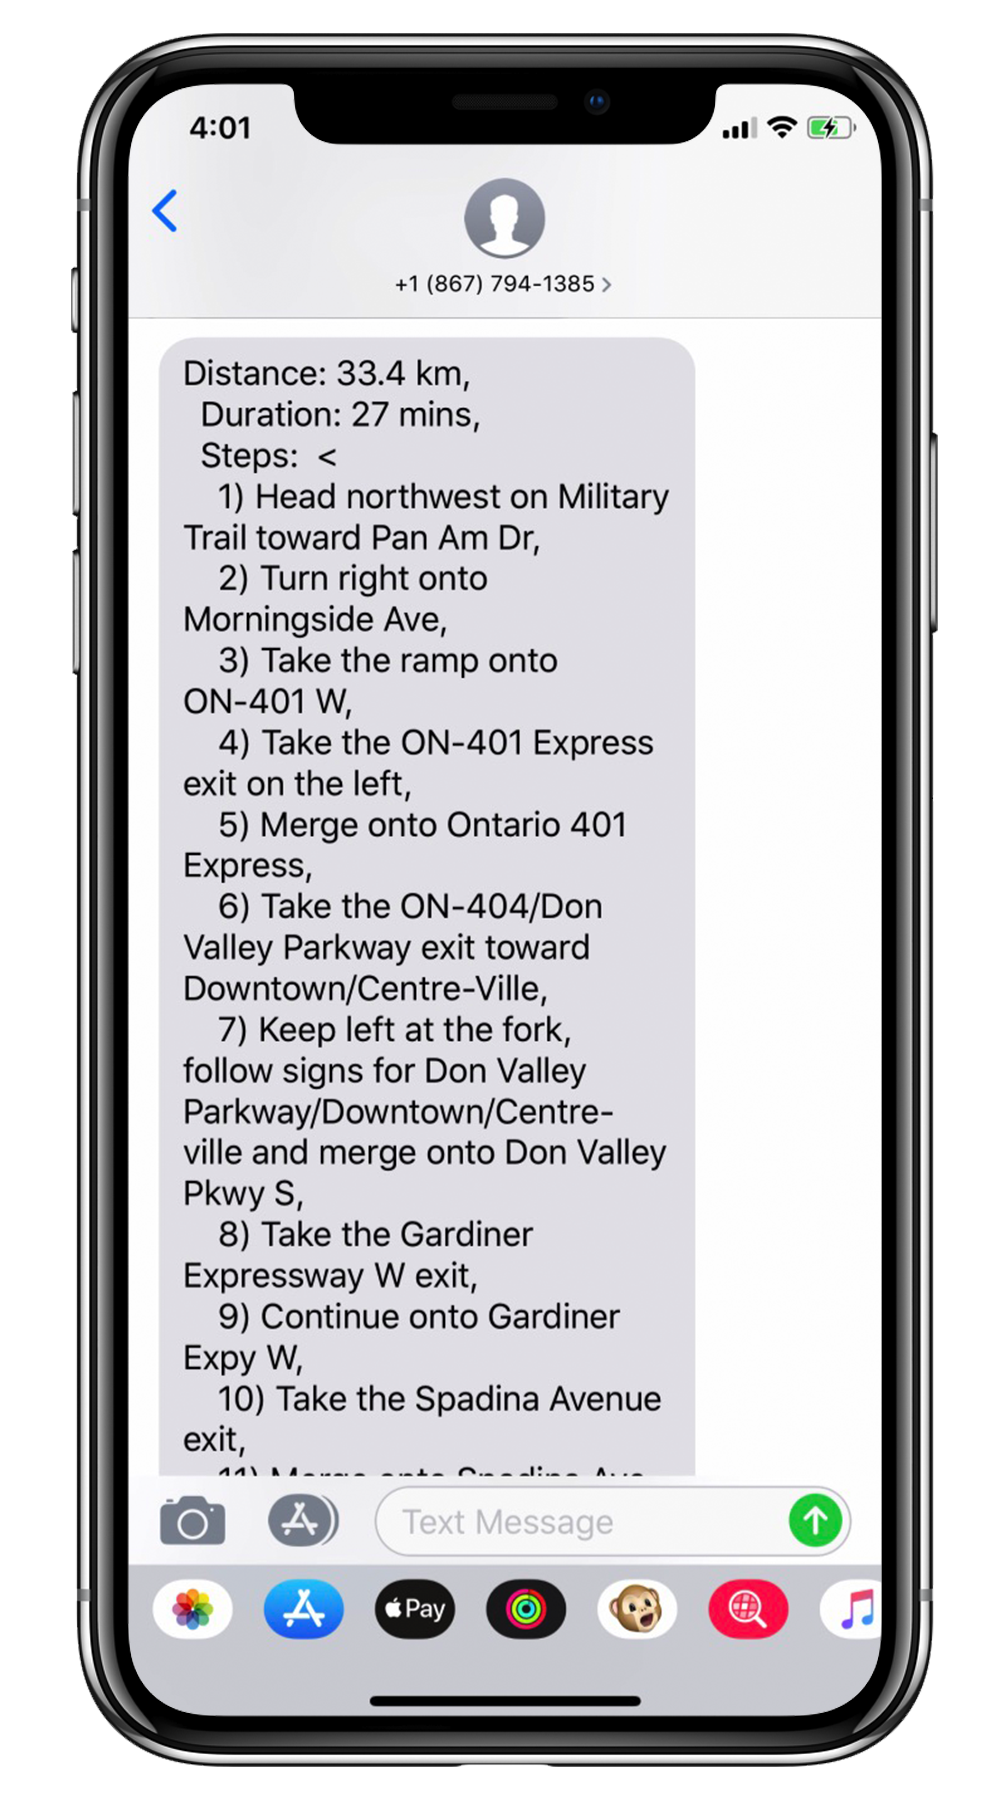 4:01
+1 (867) 794-1385 >
Distance: 33.4 km,
Duration: 27 mins,
Steps: <
1) Head northwest on Military
Trail toward Pan Am Dr,
2) Turn right onto
Morningside Ave,
3) Take the ramp onto
ON-401 W,
4) Take the ON-401 Express
exit on the left,
5) Merge onto Ontario 401
Express,
6) Take the ON-404/Don
Valley Parkway exit toward
Downtown/Centre-Ville,
7) Keep left at the fork,
follow signs for Don Valley
Parkway/Downtown/Centre-
ville and merge onto Don Valley
Pkwy S,
8) Take the Gardiner
Expressway W exit,
9) Continue onto Gardiner
Expy W,
10) Take the Spadina Avenue
exit,
11) Merge onto Spadina Ave
Text Message
Pay